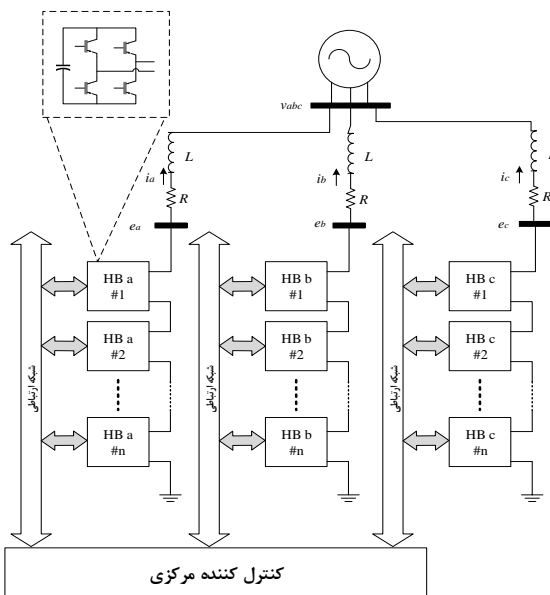 vabc
L
L
L
ia
ib
ic
R
R
R
ea
eb
ec
HB a
#1
HB b
#1
HB c
#1
HB a
#2
HB b
#2
HB c
#2
HB a
#n
HB b
#n
HB c
#n
شبکه ارتباطی
شبکه ارتباطی
شبکه ارتباطی
کنترل کننده مرکزی